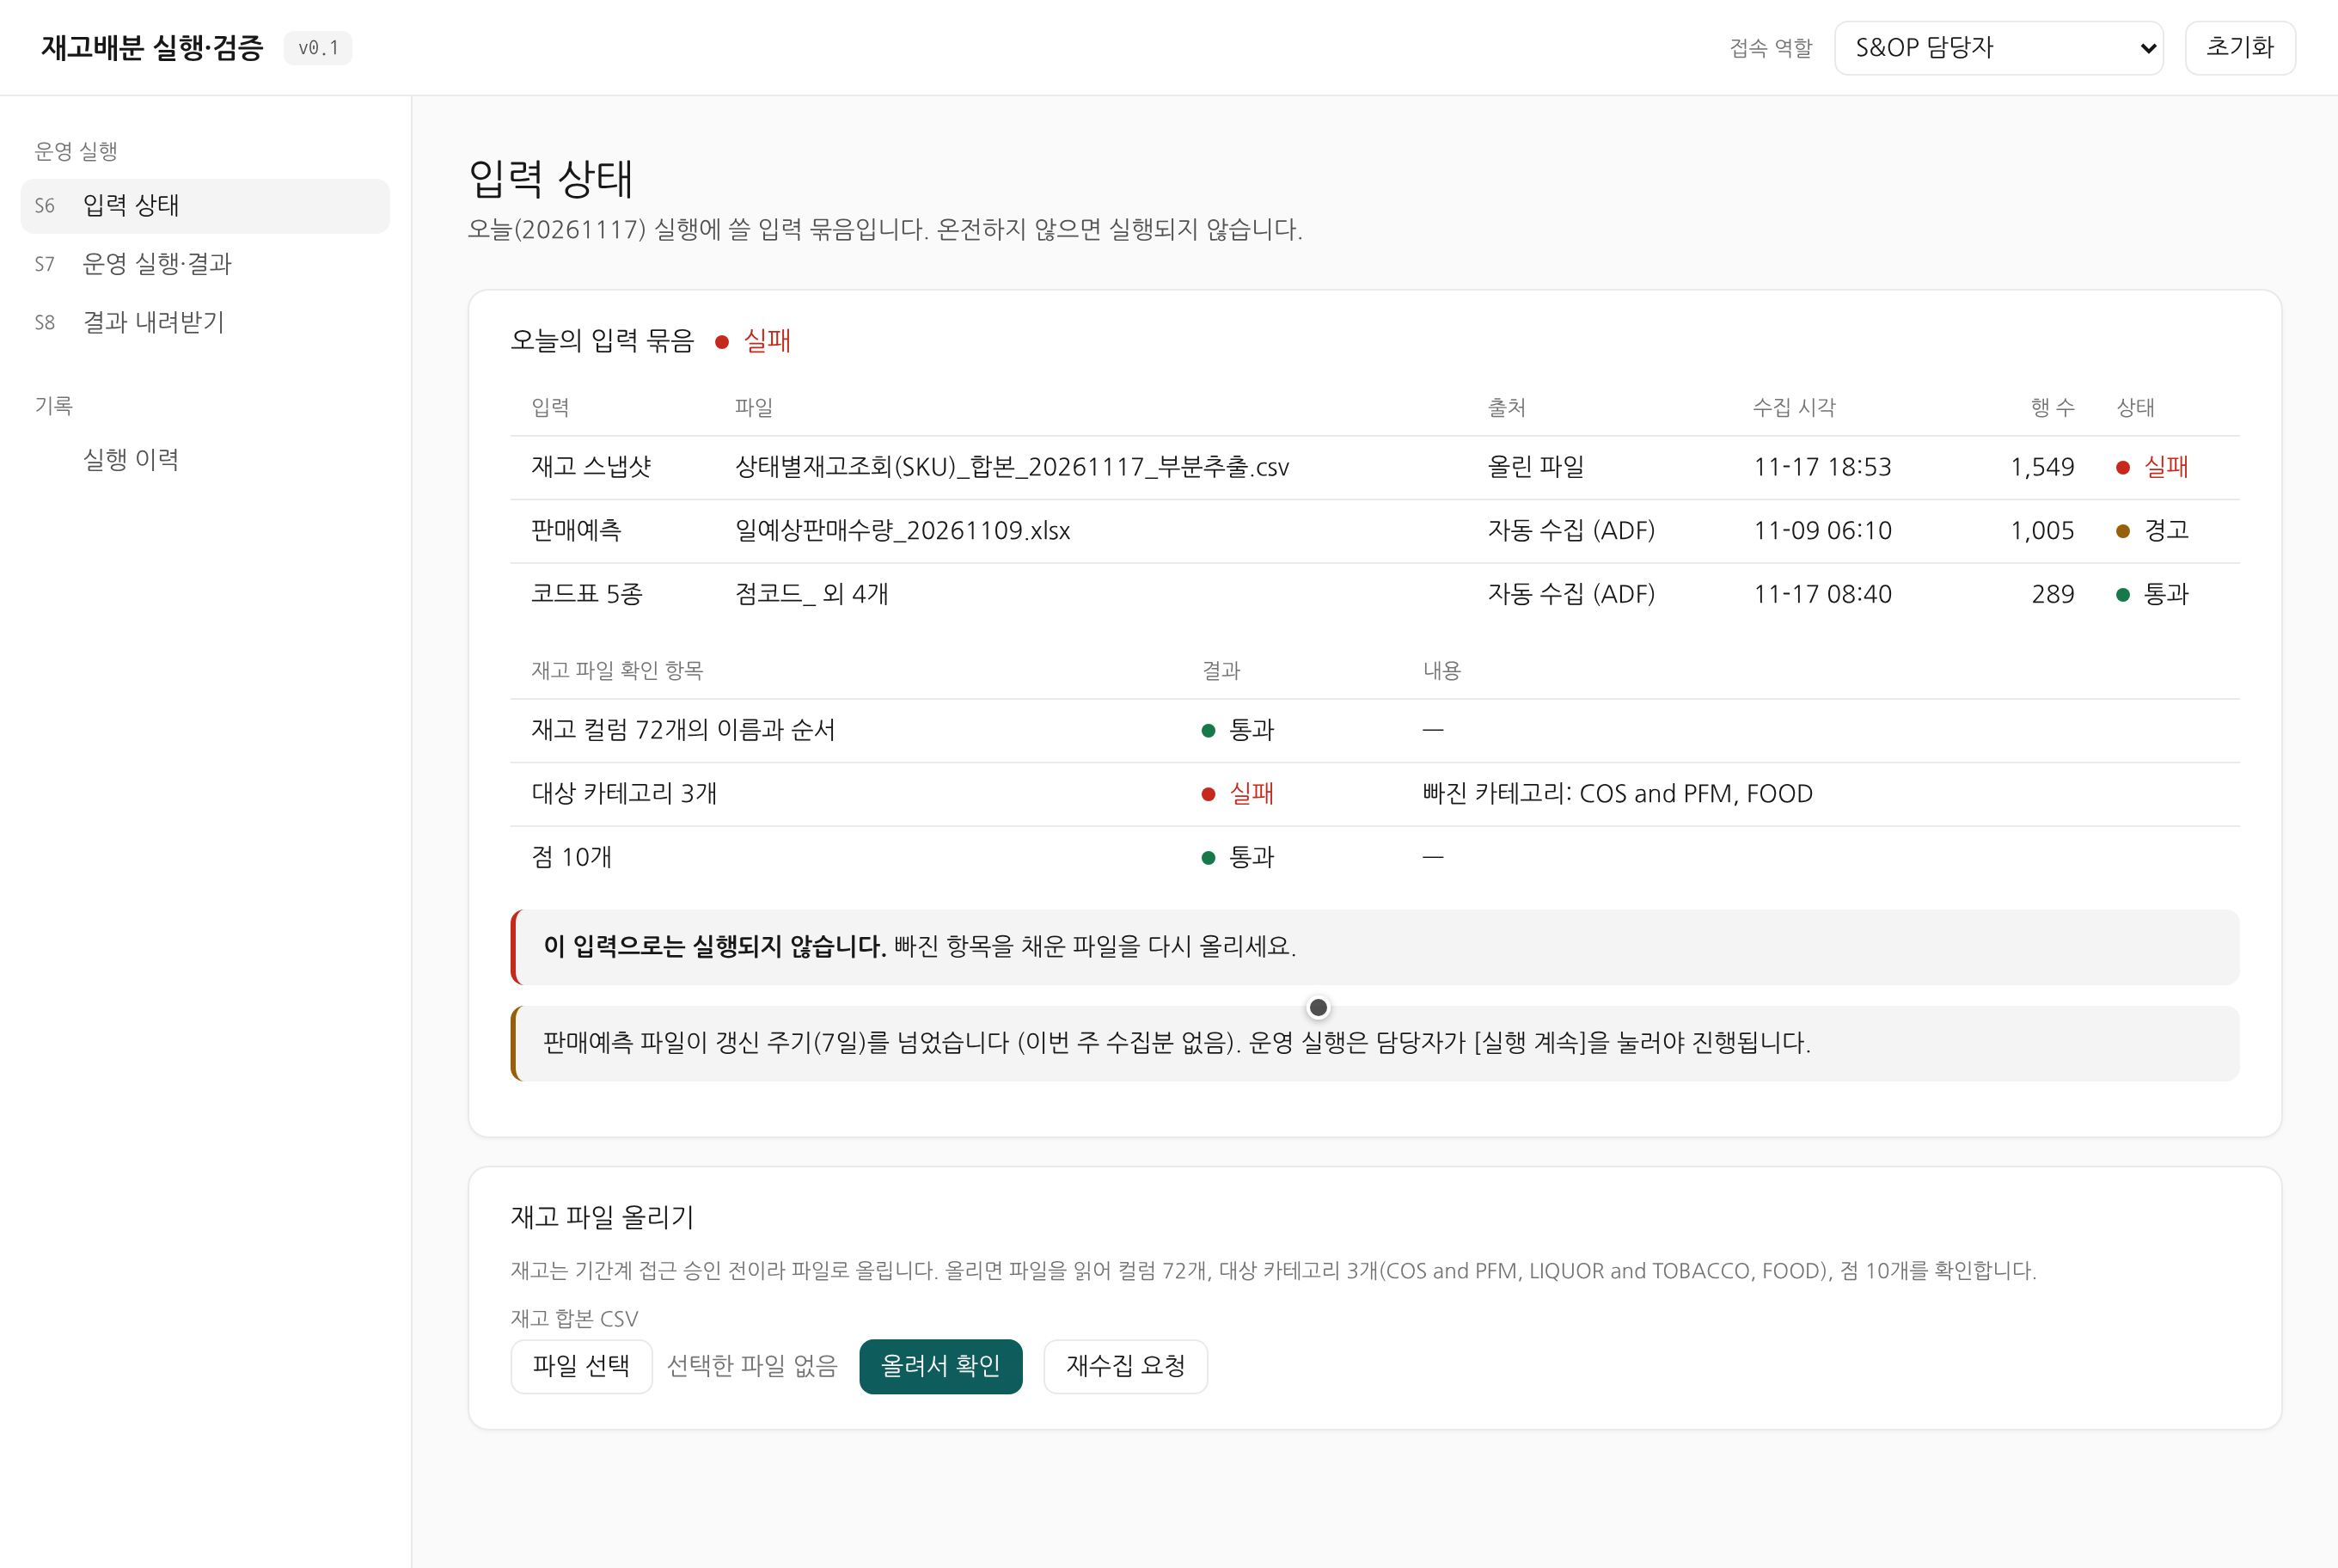 재고배분 실행·검증 v0.1 접속 역할 S&OP 담당자 초기화
운영 실행
S6 입력 상태
S7 운영 실행·결과
S8 결과 내려받기
기록
실행 이력
입력 상태
오늘(20261117) 실행에 쓸 입력 묶음입니다. 온전하지 않으면 실행되지 않습니다.
오늘의 입력 묶음 실패
입력 파일 출처 수집 시각 행 수 상태
재고 스냅샷 상태별재고조회(SKU)_합본_20261117_부분추출.csv 올린 파일 11-17 18:53 1,549 실패
판매예측 일예상판매수량_20261109.xlsx 자동 수집 (ADF) 11-09 06:10 1,005 경고
코드표 5종 점코드_ 외 4개 자동 수집 (ADF) 11-17 08:40 289 통과
재고 파일 확인 항목 결과 내용
재고 컬럼 72개의 이름과 순서 통과 —
대상 카테고리 3개 실패 빠진 카테고리: COS and PFM, FOOD
점 10개 통과 —
이 입력으로는 실행되지 않습니다. 빠진 항목을 채운 파일을 다시 올리세요.
판매예측 파일이 갱신 주기(7일)를 넘었습니다 (이번 주 수집분 없음). 운영 실행은 담당자가 [실행 계속]을 눌러야 진행됩니다.
재고 파일 올리기
재고는 기간계 접근 승인 전이라 파일로 올립니다. 올리면 파일을 읽어 컬럼 72개, 대상 카테고리 3개(COS and PFM, LIQUOR and TOBACCO, FOOD), 점 10개를 확인합니다.
재고 합본 CSV
파일 선택 선택한 파일 없음 올려서 확인 재수집 요청